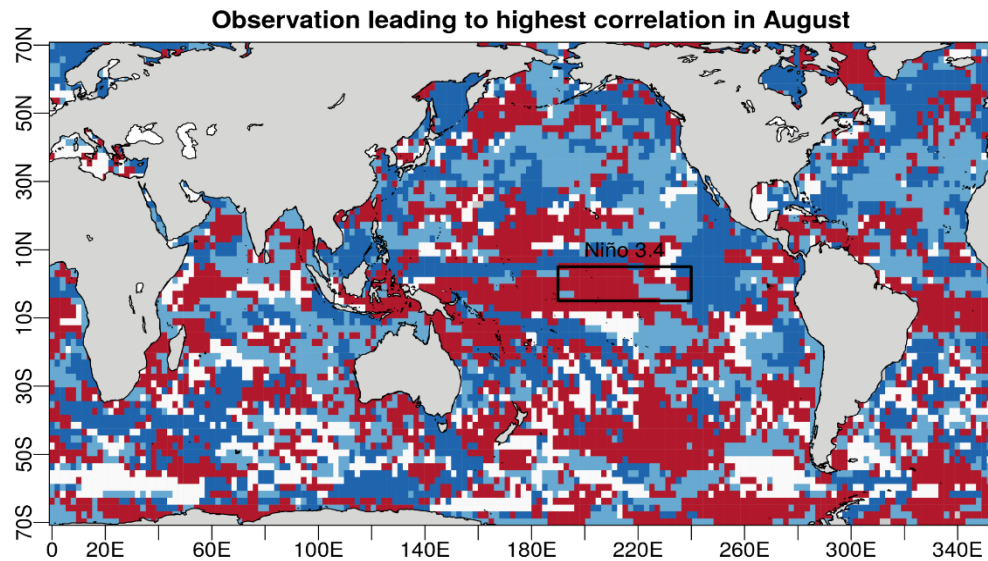 Observation leading to highest correlation in August
70N
50N
30N
10N
10S
30S
50S
70S
Niño 3.4
0 20E 60E 100E 140E 180E 220E 260E 300E 340E